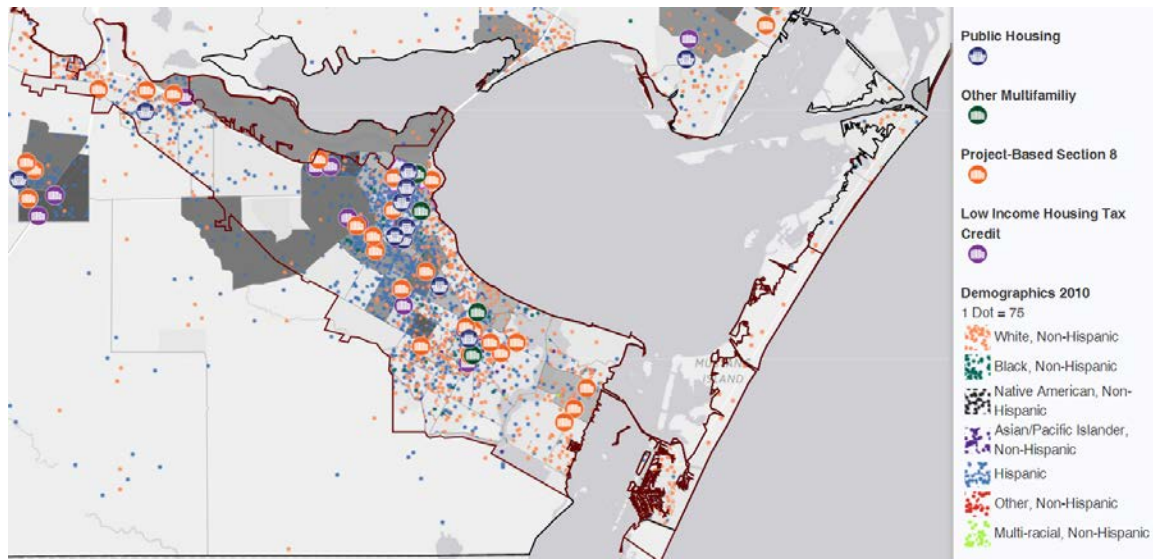 Public Housing
Other Multifamiliy
Project-Based Section 8
Low Income Housing Tax
Credit
Demographics 2010
1 Dot = 75
White, Non-Hispanic
Black, Non-Hispanic
Native American, Non-
Hispanic
Asian/Pacific Islander,
Non-Hispanic
Hispanic
Other, Non-Hispanic
Multi-racial, Non-Hispanic
ISLAND